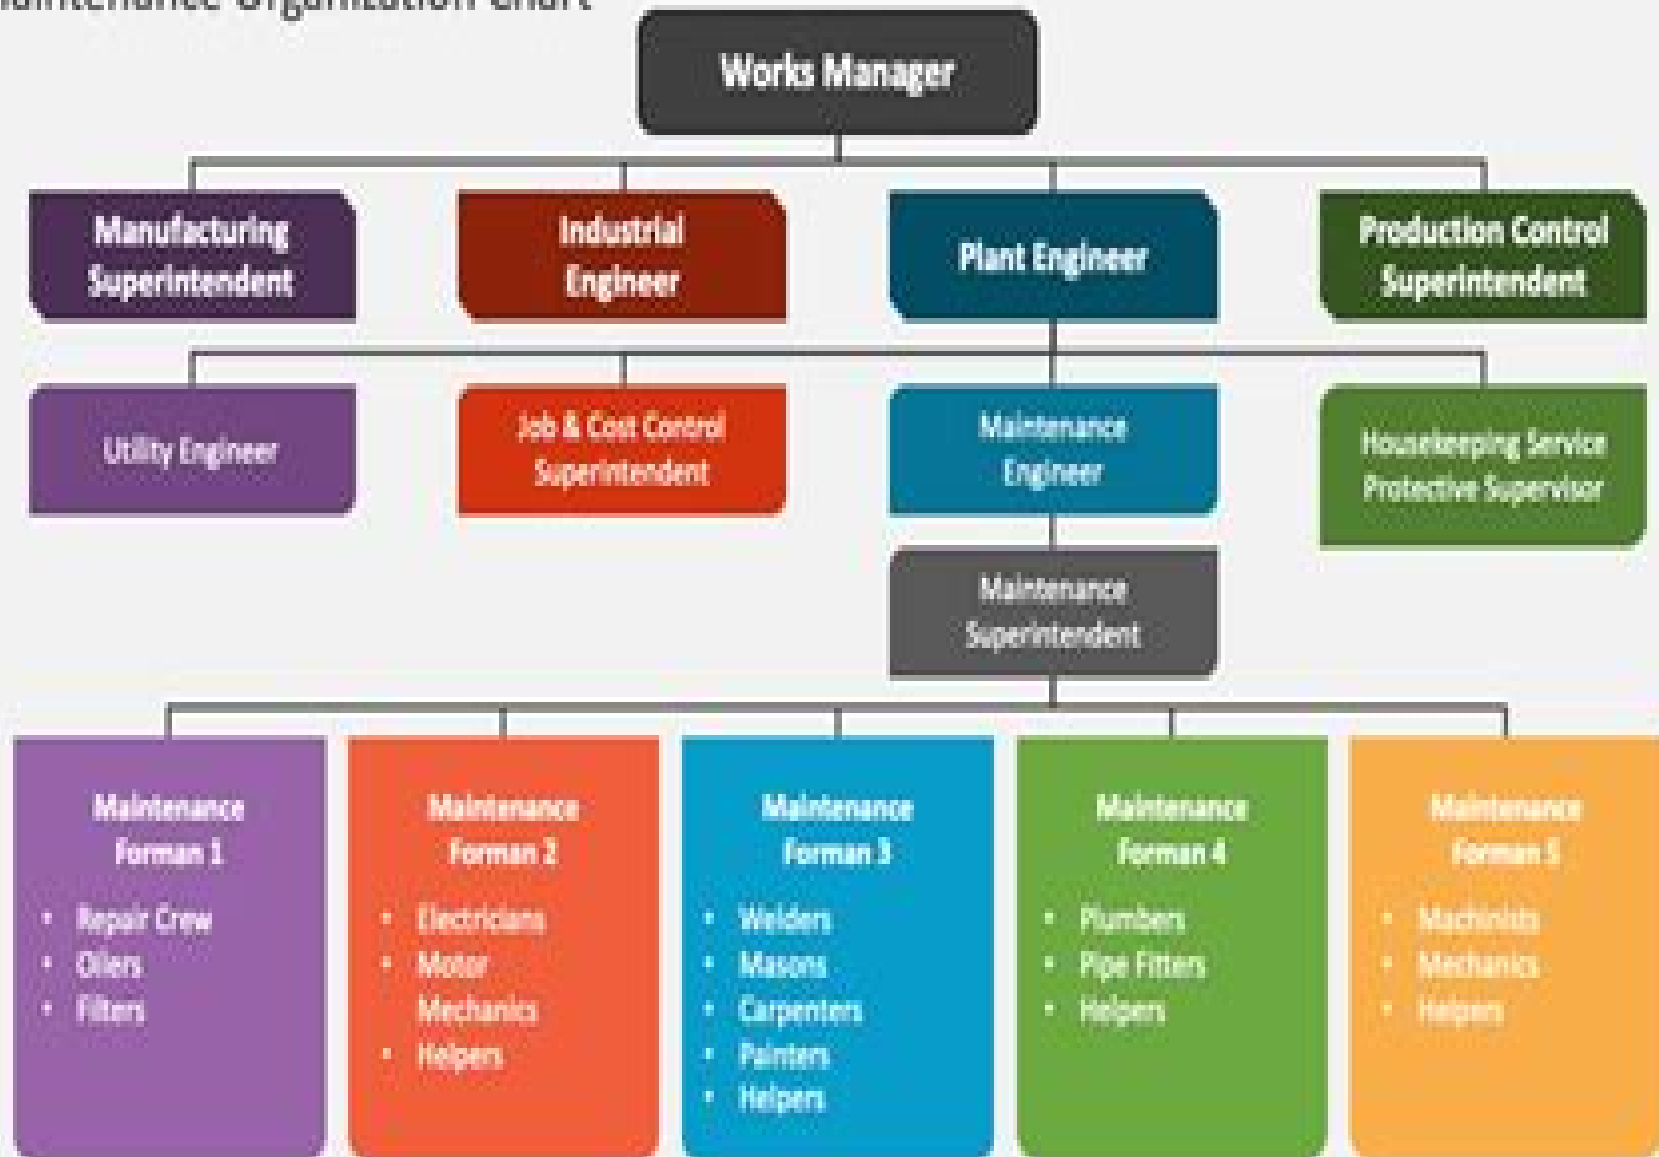 Maintenance Organization Chart
Works Manager
Manufacturing
Superintendent
Industrial
Engineer
Plant Engineer
Production Control
Superintendent
Utility Engineer
Job & Cost Control
Superintendent
Maintenance
Engineer
Housekeeping Service
Protective Supervisor
Maintenance
Superintendent
Maintenance
Forman 1
• Repair Crew
• Oilers
• Filters
Maintenance
Forman 2
• Electricians
• Motor
Mechanics
• Helpers
Maintenance
Forman 3
• Welders
• Masons
• Carpenters
• Painters
• Helpers
Maintenance
Forman 4
• Plumbers
• Pipe Fitters
• Helpers
Maintenance
Forman 5
• Machinists
• Mechanics
• Helpers